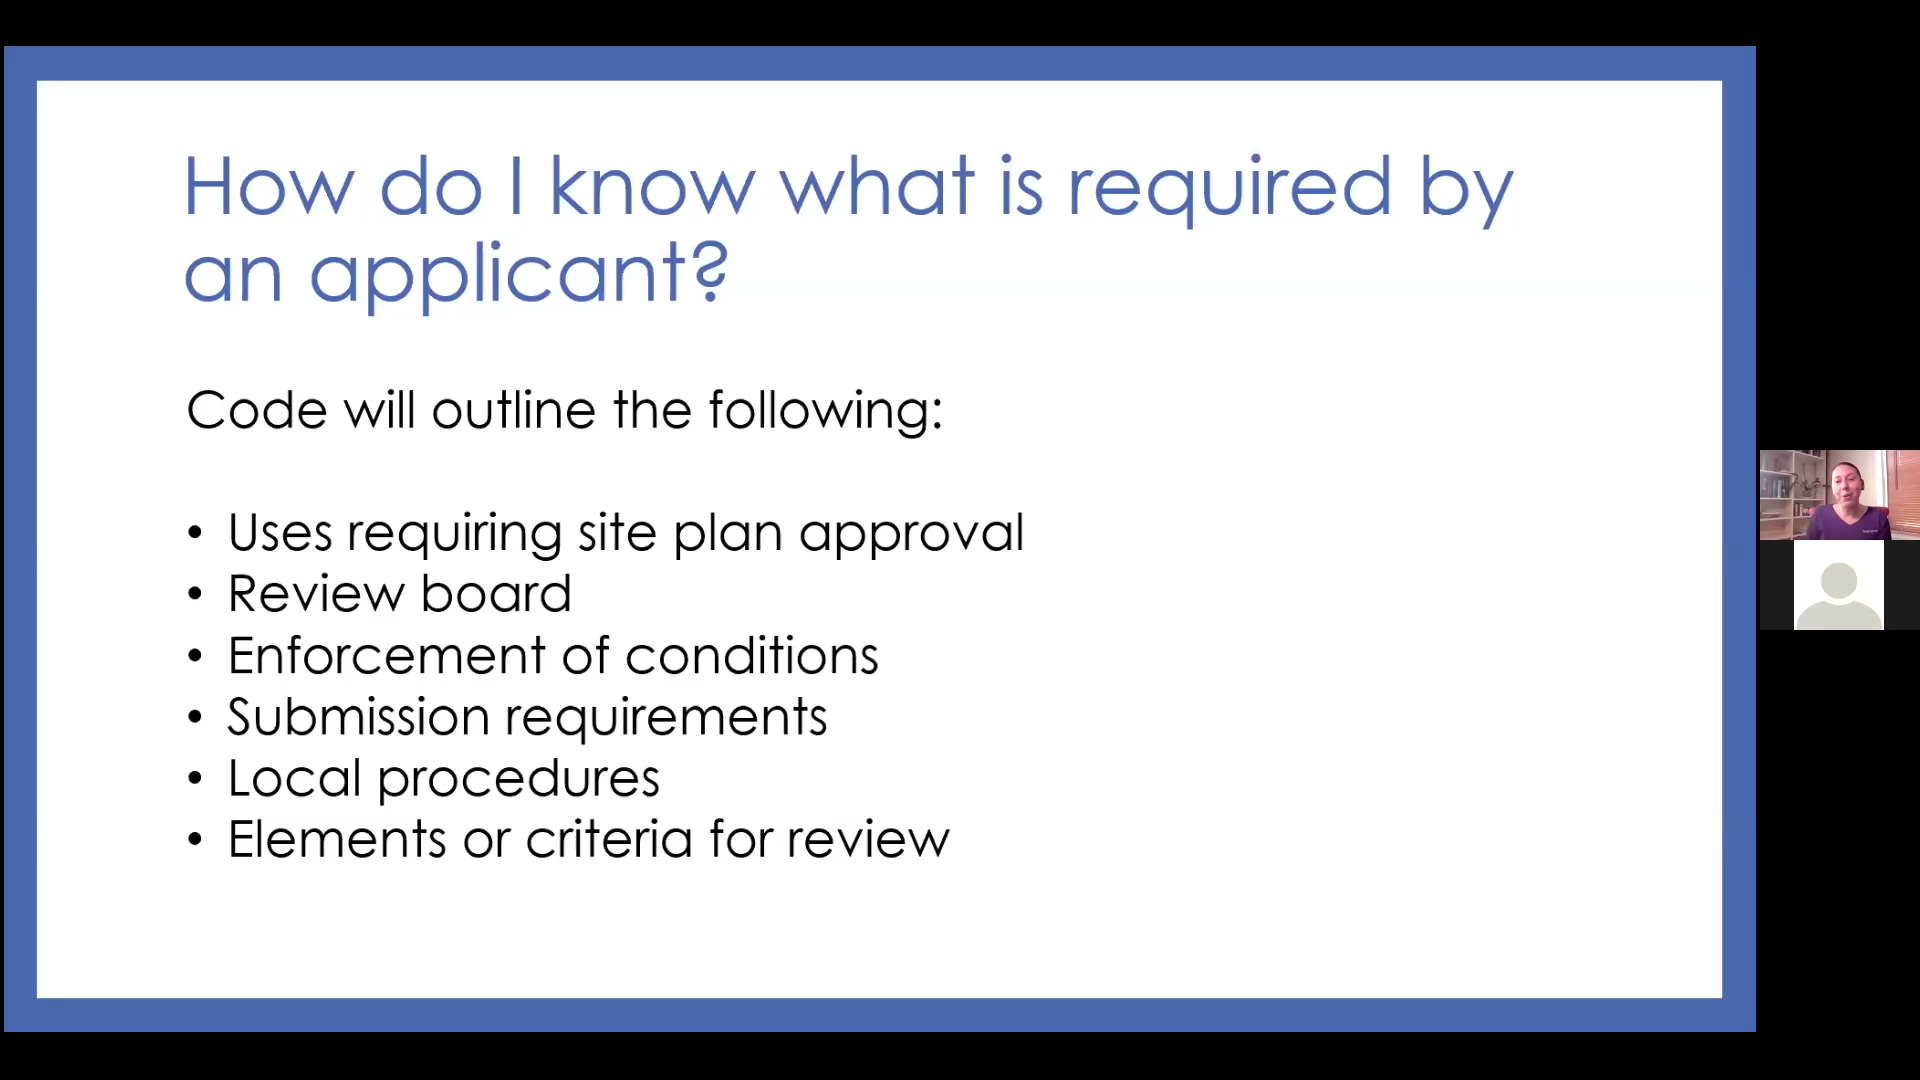 How do I know what is required by
an applicant?
Code will outline the following:
• Uses requiring site plan approval
• Review board
• Enforcement of conditions
• Submission requirements
• Local procedures
• Elements or criteria for review